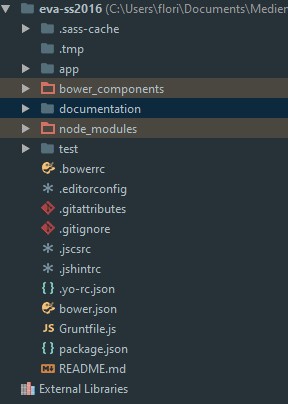 eva-ss2016 (C:\Users\flori\Documents\Medien
.sass-cache
.tmp
app
bower_components
documentation
node_modules
test
.bowerrc
.editorconfig
.gitattributes
.gitignore
.jscsrc
.jshintrc
.yo-rc.json
bower.json
JS Gruntfile.js
package.json
README.md
External Libraries